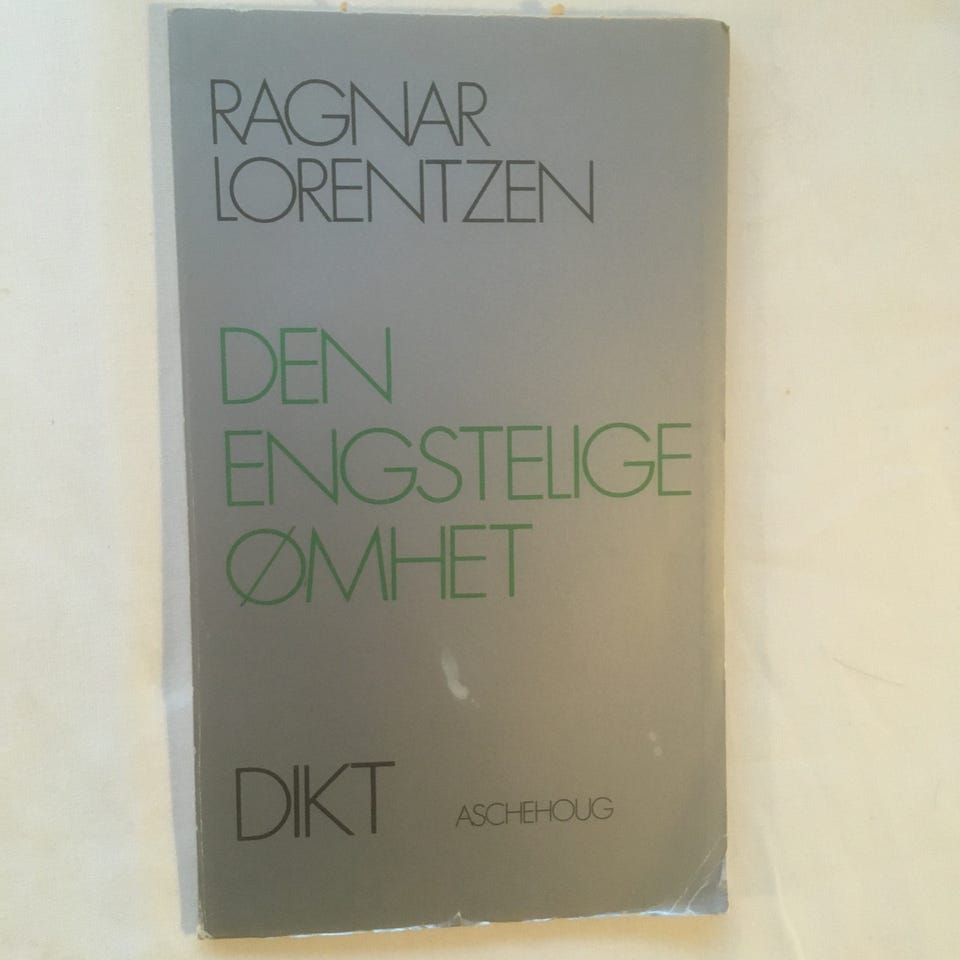 RAGNAR
LORENTZEN
DEN
ENGSTELIGE
ØMHET
DIKT ASCHEHOUG